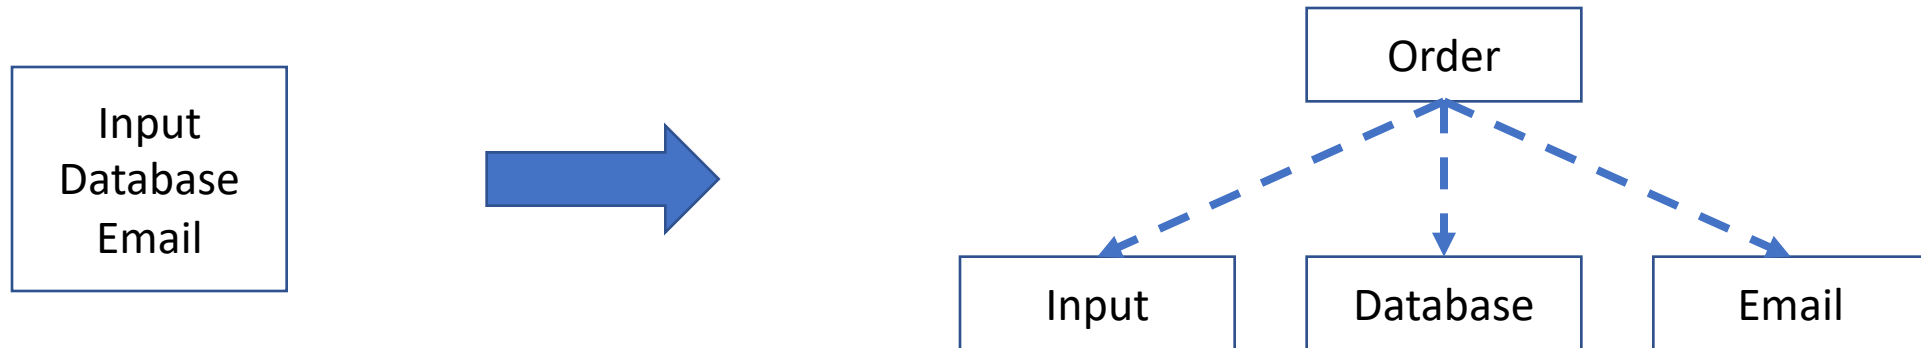 Input
Database
Email
Order
Input
Database
Email